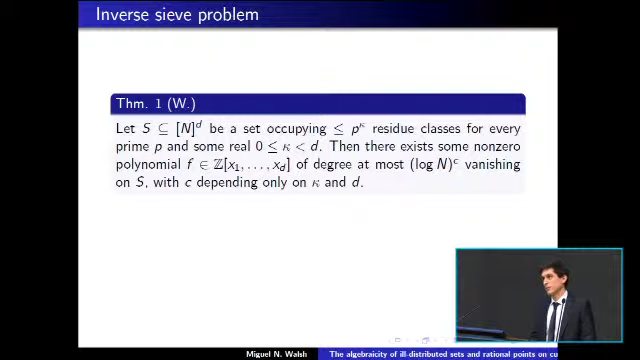 Inverse sieve problem
Thm. 1 (W.)
Let S ⊆ [N]^d be a set occupying ≤ p^κ residue classes for every
prime p and some real 0 ≤ κ < d. Then there exists some nonzero
polynomial f ∈ ℤ[x₁, . . . , x_d] of degree at most (log N)^c vanishing
on S, with c depending only on κ and d.
Miguel N. Walsh The algebraicity of ill-distributed sets and rational points on cu